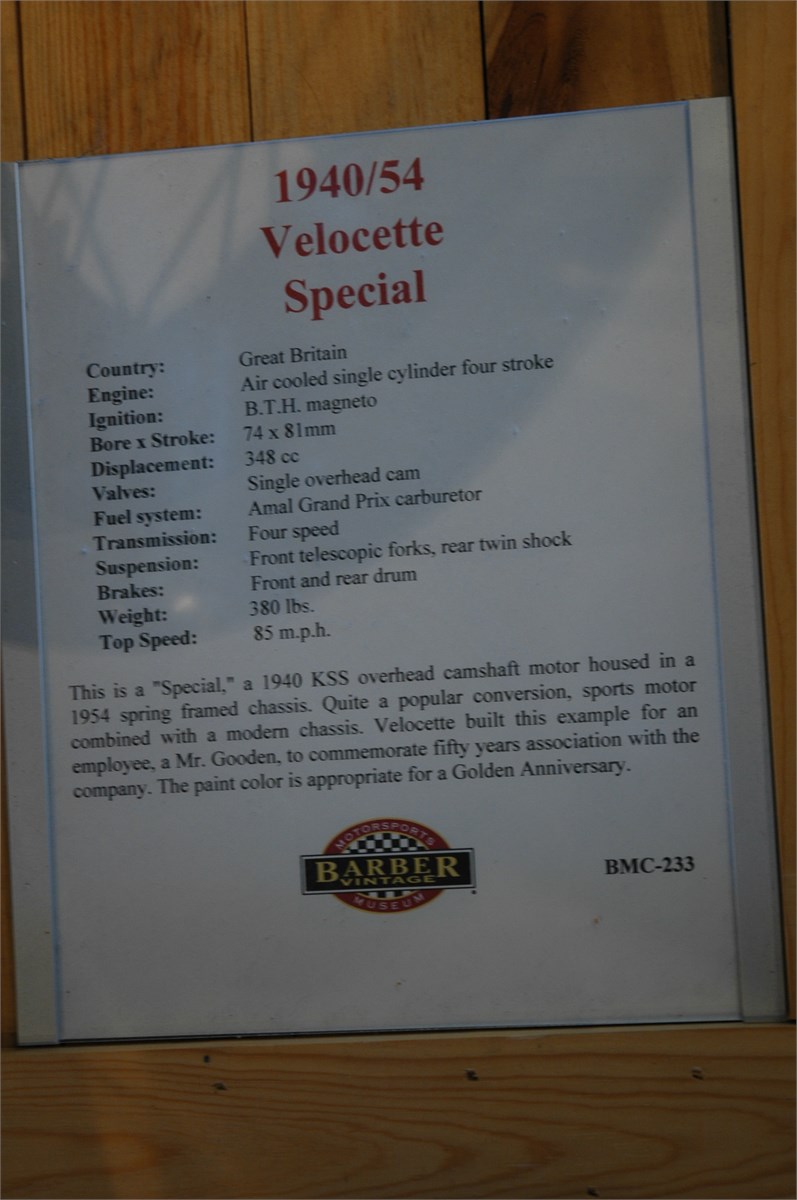 1940/54
Velocette
Special
Country: Great Britain
Engine: Air cooled single cylinder four stroke
Ignition: B.T.H. magneto
Bore x Stroke: 74 x 81mm
Displacement: 348 cc
Valves: Single overhead cam
Fuel system: Amal Grand Prix carburetor
Transmission: Four speed
Suspension: Front telescopic forks, rear twin shock
Brakes: Front and rear drum
Weight: 380 lbs.
Top Speed: 85 m.p.h.
This is a "Special," a 1940 KSS overhead camshaft motor housed in a
1954 spring framed chassis. Quite a popular conversion, sports motor
combined with a modern chassis. Velocette built this example for an
employee, a Mr. Gooden, to commemorate fifty years association with the
company. The paint color is appropriate for a Golden Anniversary.
MOTORSPORTS
BARBER
VINTAGE
MUSEUM
BMC-233